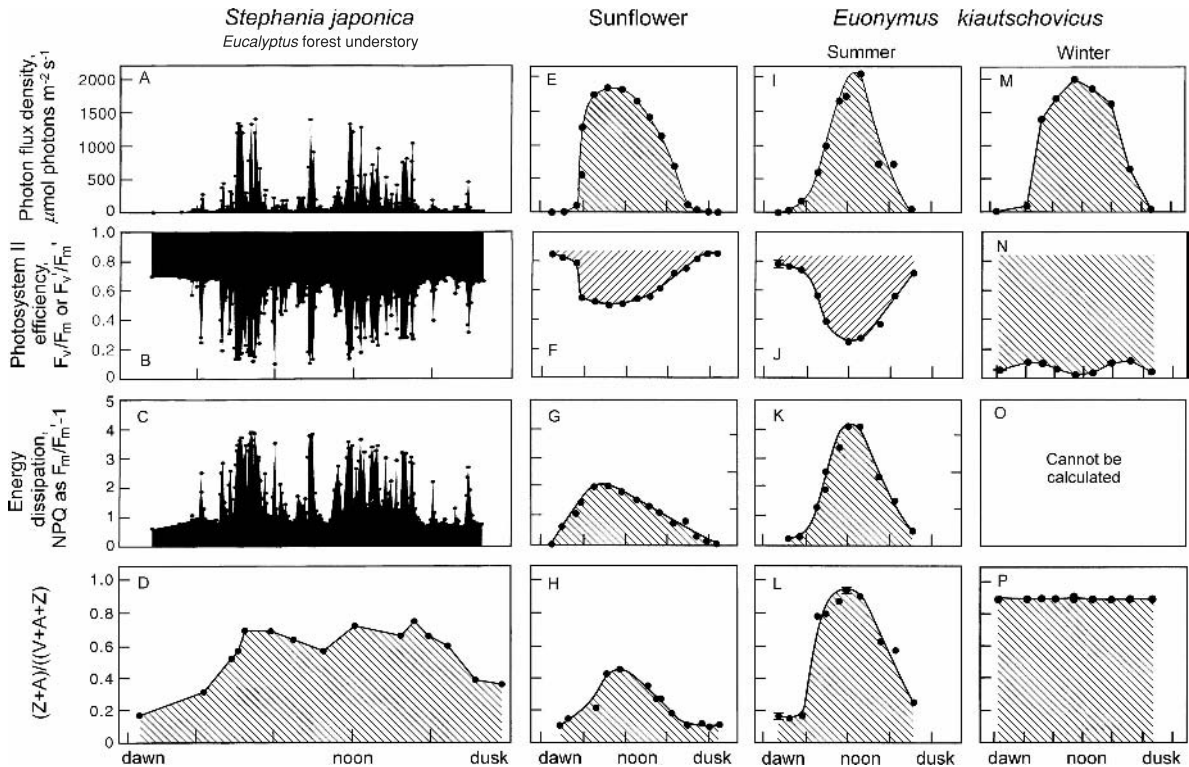 Stephania japonica
Eucalyptus forest understory
Sunflower
Euonymus kiautschovicus
Summer
Winter
Photon flux density,
μmol photons m⁻² s⁻¹
2000
1500
1000
500
0
A
E
I
M
Photosystem II
efficiency,
Fv/Fm or Fv'/Fm'
1.0
0.8
0.6
0.4
0.2
0
B
F
J
N
Energy
dissipation,
NPQ as Fm/Fm'-1
5
4
3
2
1
0
C
G
K
O
Cannot be
calculated
(Z+A)/((V+A+Z)
1.0
0.8
0.6
0.4
0.2
0
D
H
L
P
dawn noon dusk
dawn noon dusk
dawn noon dusk
dawn noon dusk